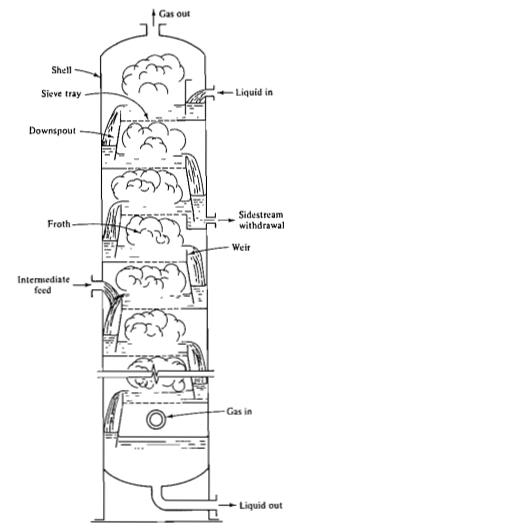 Gas out
Shell
Sieve tray
Liquid in
Downspout
Sidestream
withdrawal
Froth
Weir
Intermediate
feed
Gas in
Liquid out